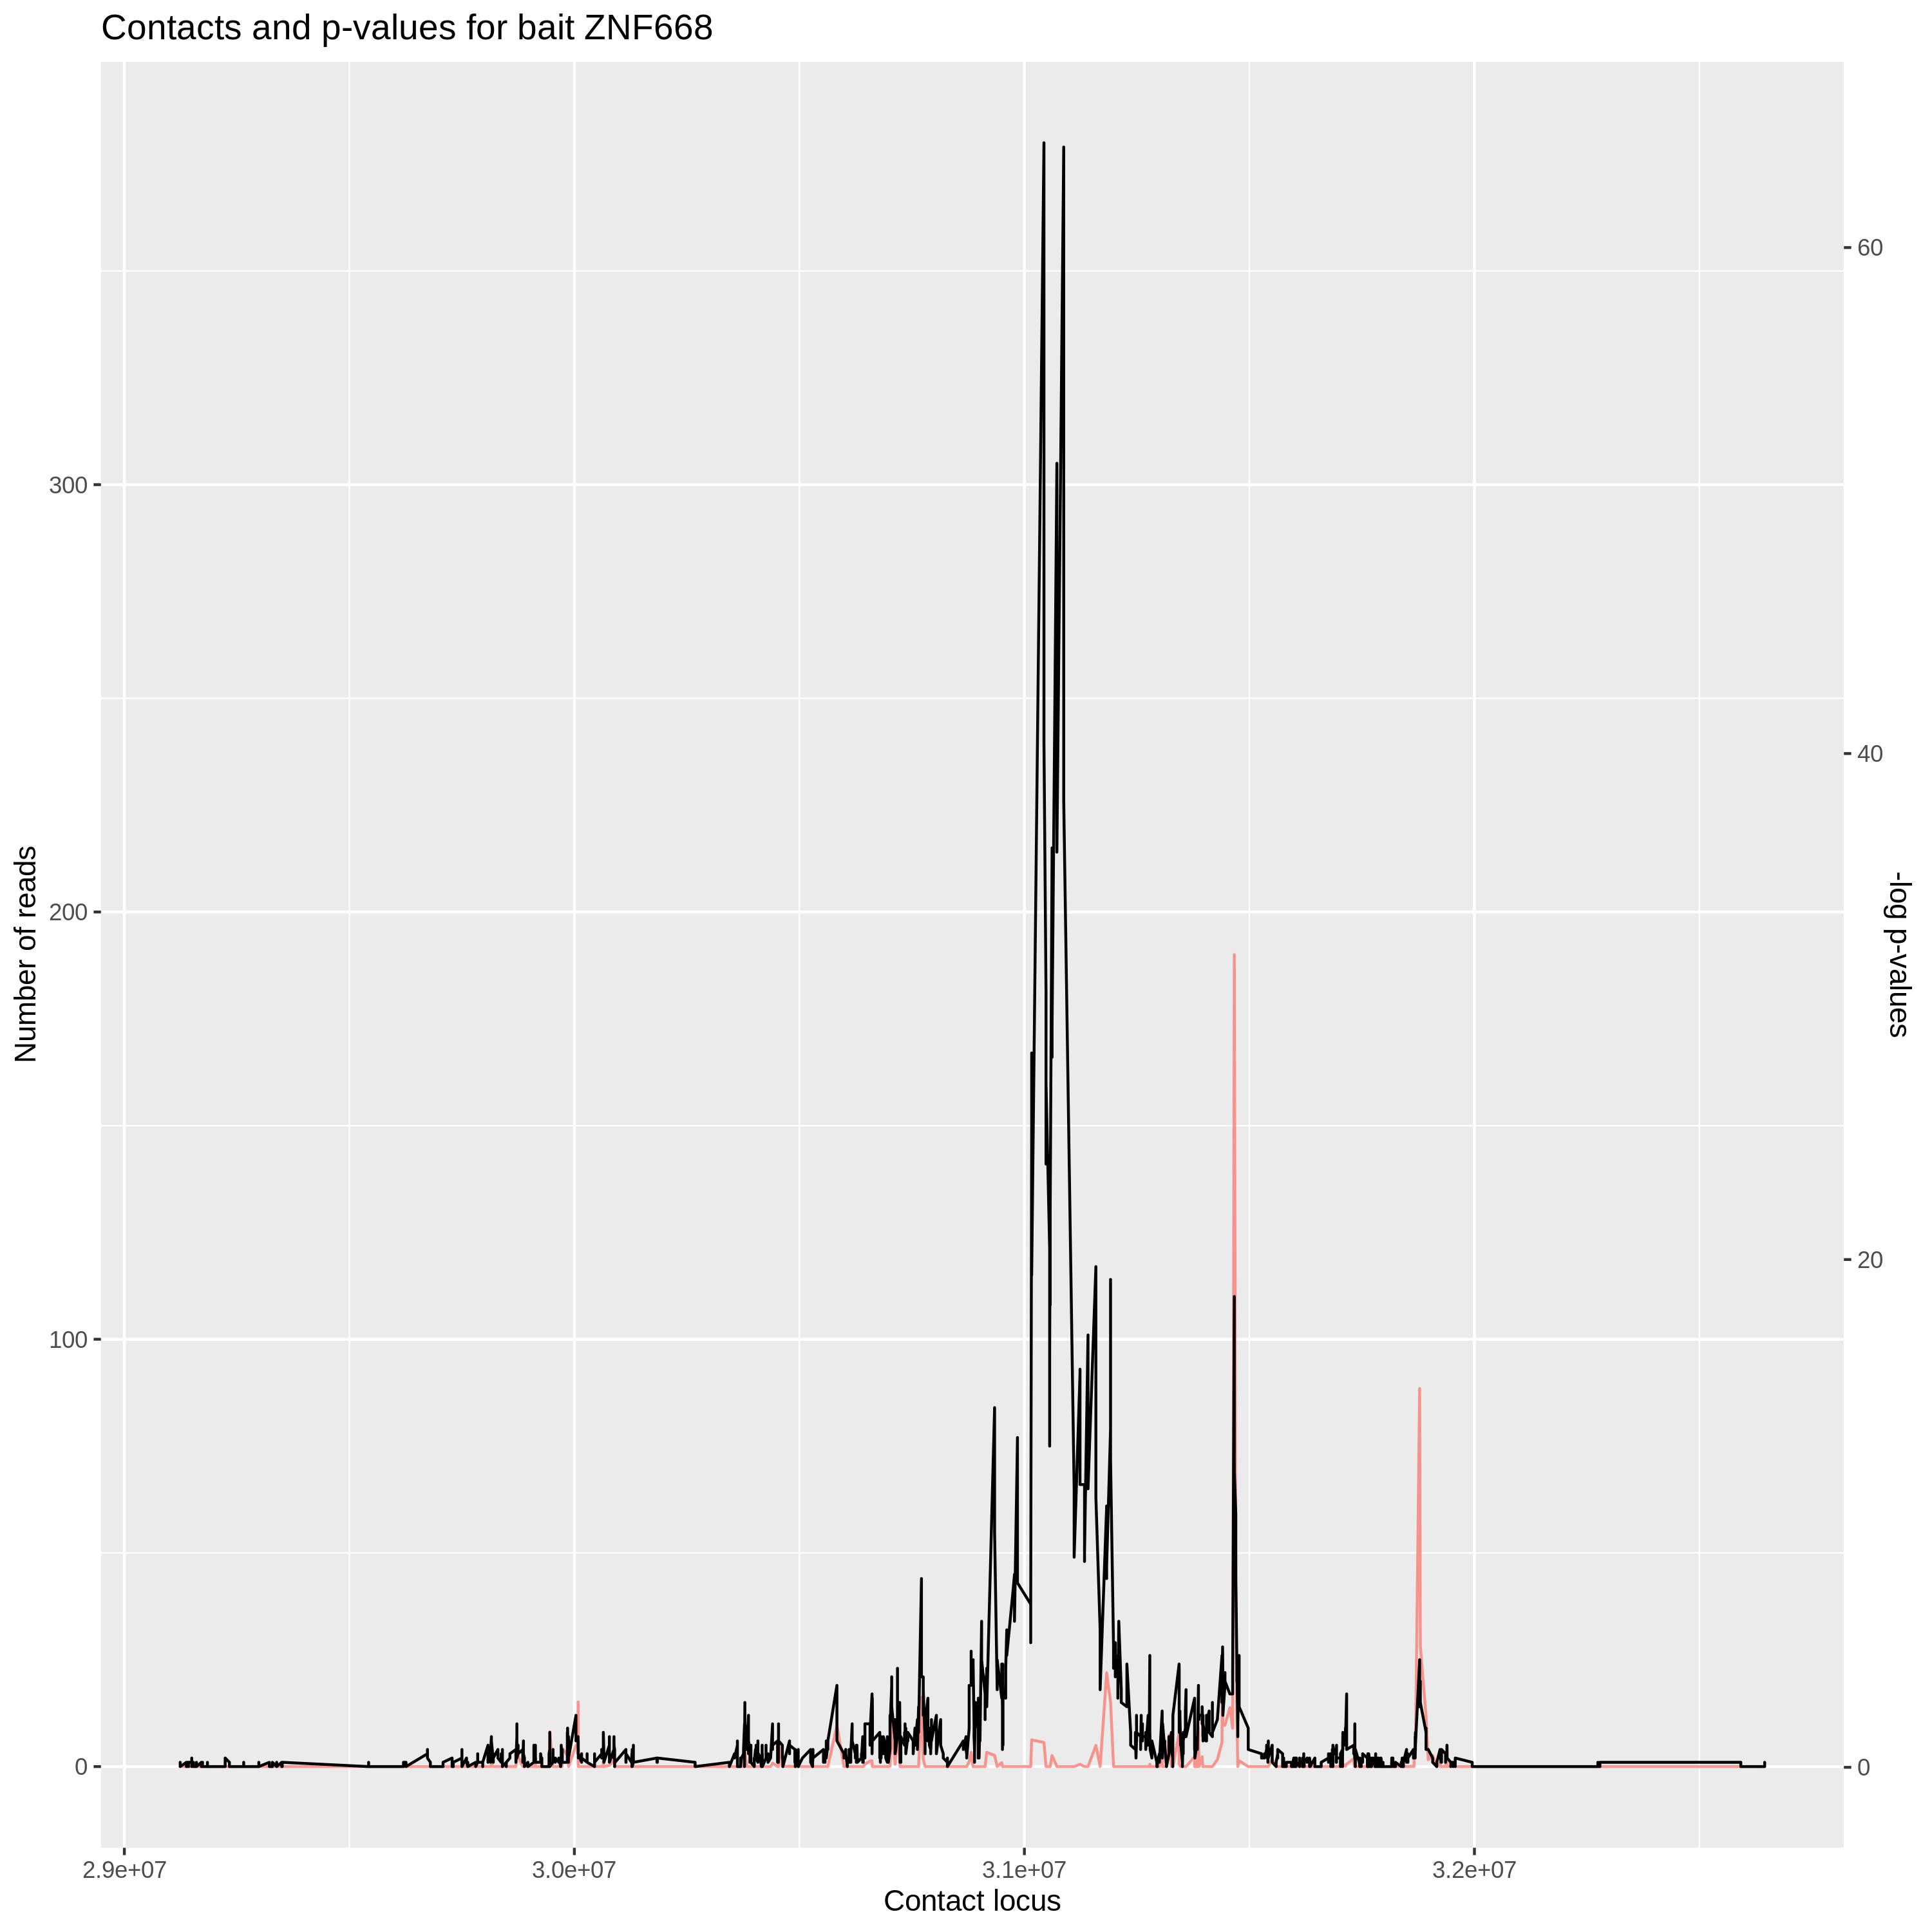 Contacts and p-values for bait ZNF668
Number of reads
300
200
100
0
60
40
20
0
-log p-values
2.9e+07
3.0e+07
3.1e+07
3.2e+07
Contact locus